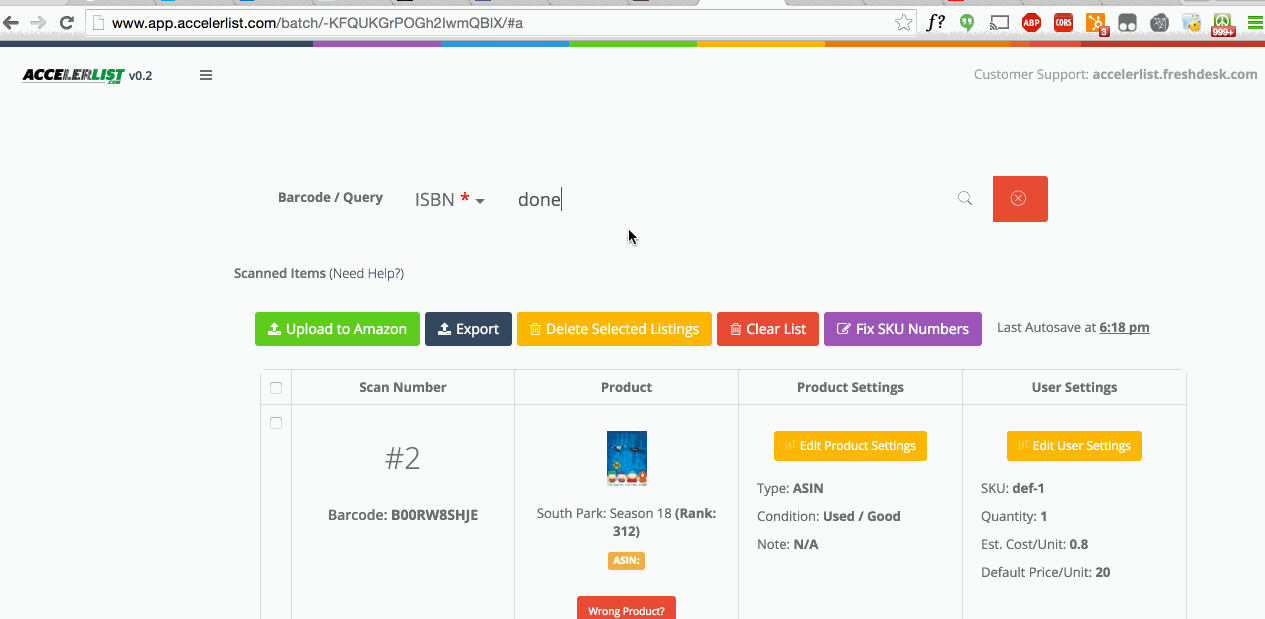 www.app.accelerlist.com/batch/-KFQUKGrPOGh2IwmQBIX/#a
f?
ABP
CORS
3
999+
ACCELERLIST.COM v0.2
Customer Support: accelerlist.freshdesk.com
Barcode / Query
ISBN *
done
Scanned Items (Need Help?)
Upload to Amazon
Export
Delete Selected Listings
Clear List
Fix SKU Numbers
Last Autosave at 6:18 pm
Scan Number
Product
Product Settings
User Settings
#2
Barcode: B00RW8SHJE
South Park: Season 18 (Rank:
312)
ASIN:
Wrong Product?
Edit Product Settings
Type: ASIN
Condition: Used / Good
Note: N/A
Edit User Settings
SKU: def-1
Quantity: 1
Est. Cost/Unit: 0.8
Default Price/Unit: 20